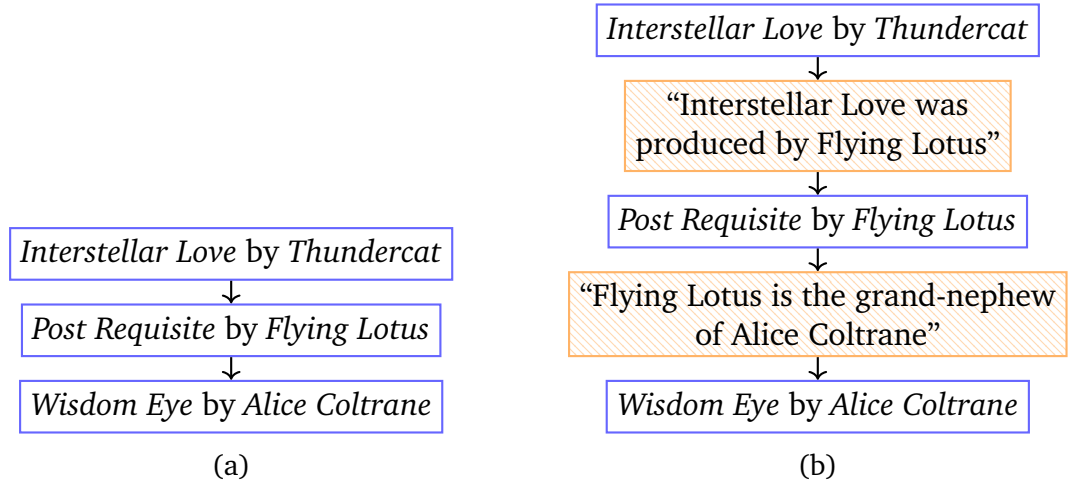 Interstellar Love by Thundercat
Post Requisite by Flying Lotus
Wisdom Eye by Alice Coltrane
(a)
Interstellar Love by Thundercat
“Interstellar Love was
produced by Flying Lotus”
Post Requisite by Flying Lotus
“Flying Lotus is the grand-nephew
of Alice Coltrane”
Wisdom Eye by Alice Coltrane
(b)